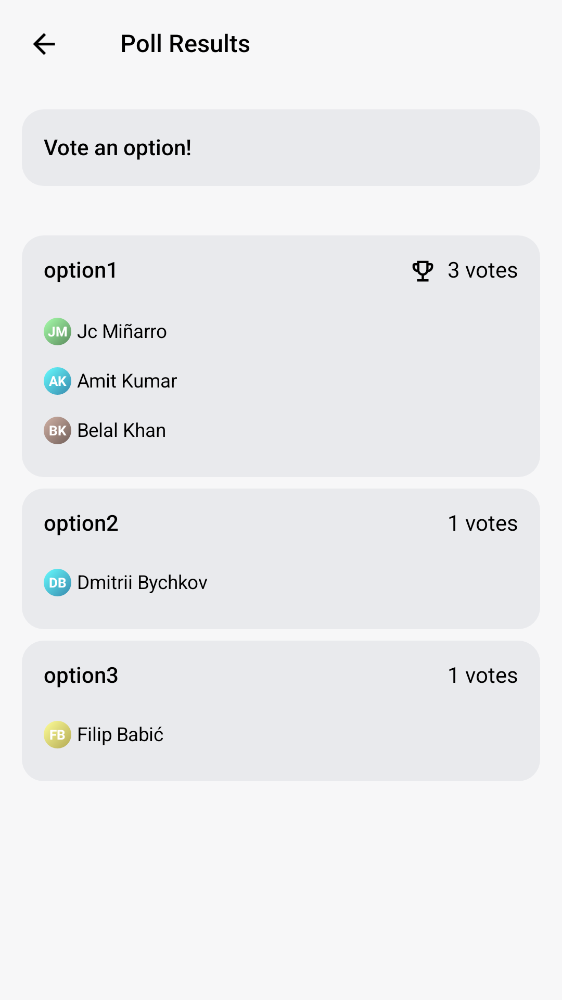 Poll Results
Vote an option!
option1 3 votes
JM Jc Miñarro
AK Amit Kumar
BK Belal Khan
option2 1 votes
DB Dmitrii Bychkov
option3 1 votes
FB Filip Babić